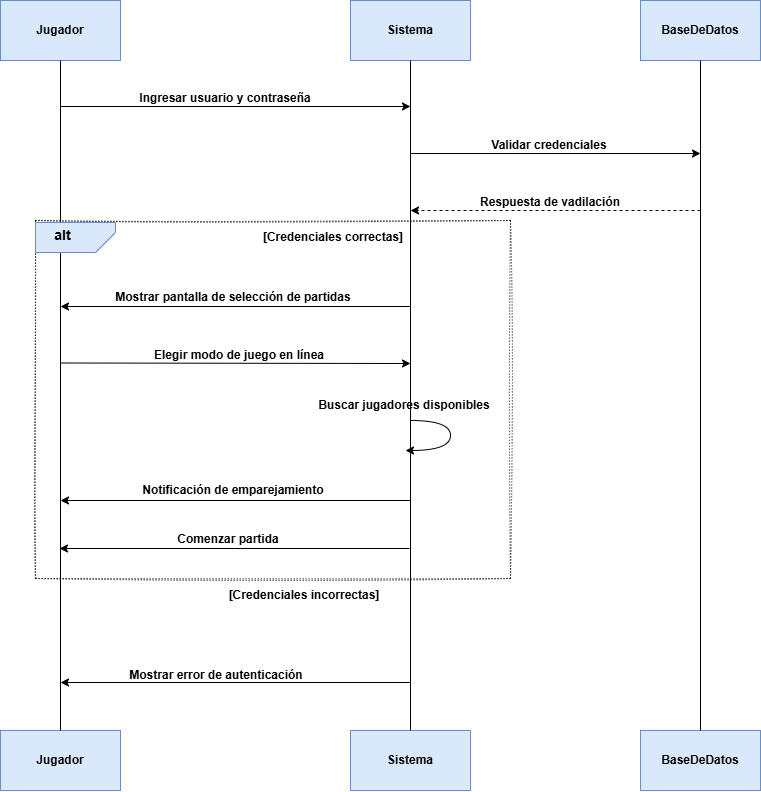 Jugador
Sistema
BaseDeDatos
Ingresar usuario y contraseña
Validar credenciales
Respuesta de vadilación
alt
[Credenciales correctas]
Mostrar pantalla de selección de partidas
Elegir modo de juego en línea
Buscar jugadores disponibles
Notificación de emparejamiento
Comenzar partida
[Credenciales incorrectas]
Mostrar error de autenticación
Jugador
Sistema
BaseDeDatos